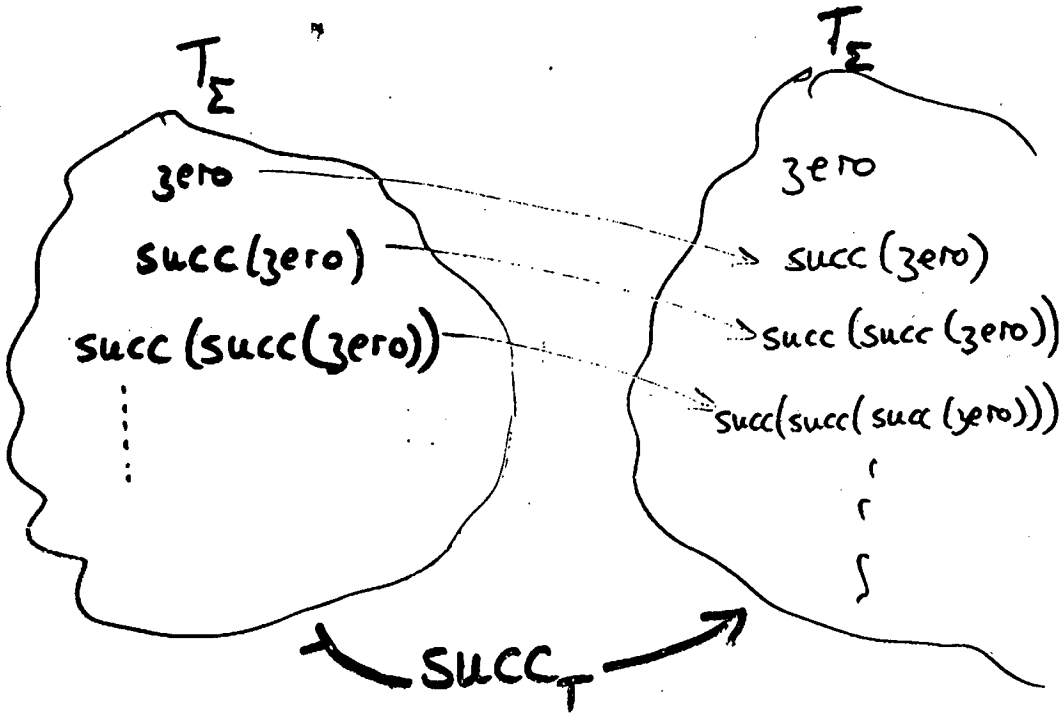 T_Σ
zero
succ(zero)
succ(succ(zero))
T_Σ
zero
succ(zero)
succ(succ(zero))
succ(succ(succ(zero)))
succ_T